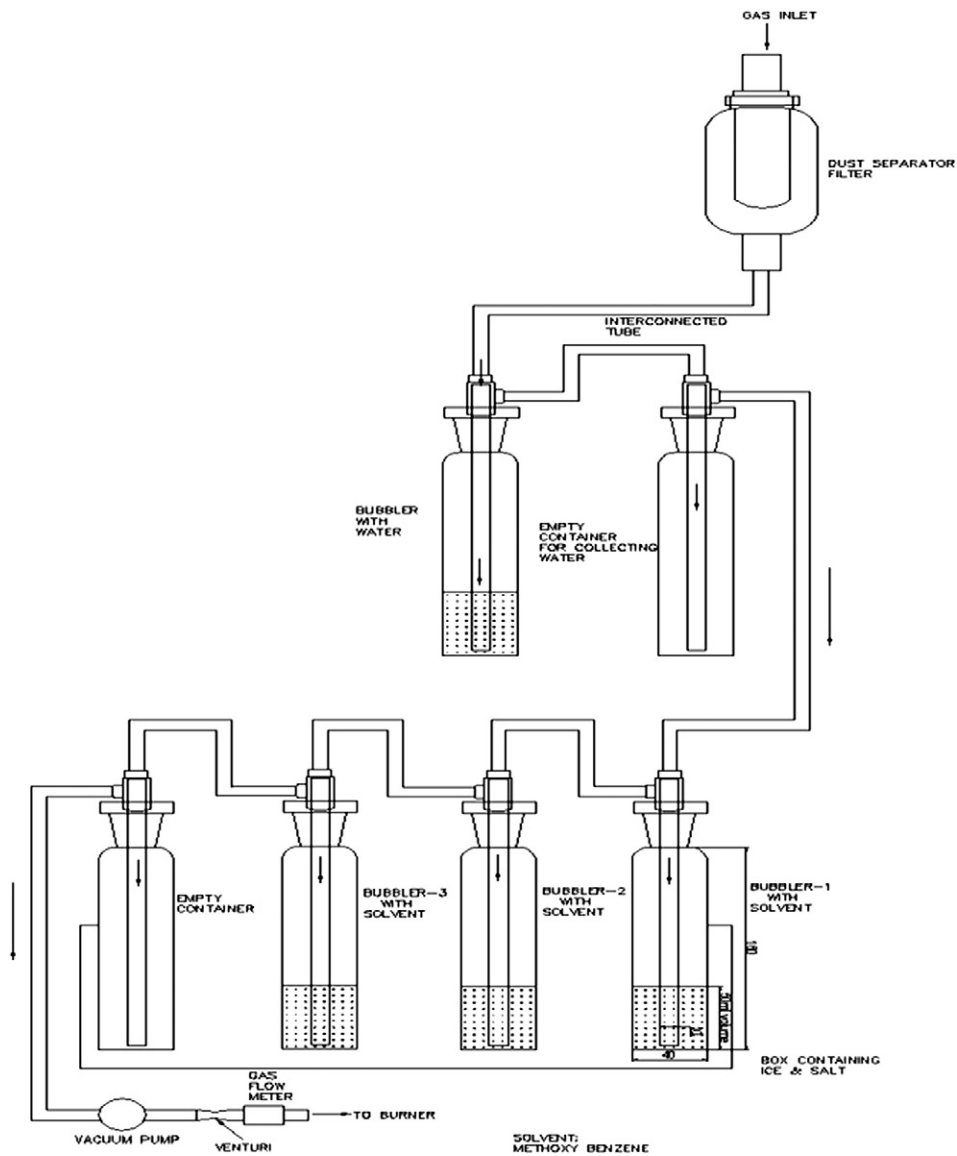 GAS INLET
DUST SEPARATOR
FILTER
INTERCONNECTED
TUBE
BUBBLER
WITH
WATER
EMPTY
CONTAINER
FOR COLLECTING
WATER
EMPTY
CONTAINER
BUBBLER-3
WITH
SOLVENT
BUBBLER-2
WITH
SOLVENT
BUBBLER-1
WITH
SOLVENT
50ml volume
40
BOX CONTAINING
ICE & SALT
GAS
FLOW
METER
TO BURNER
VACUUM PUMP
VENTURI
SOLVENT:
METHOXY BENZENE